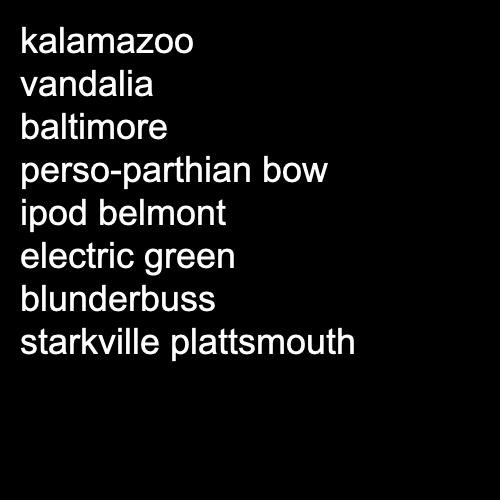 kalamazoo
vandalia
baltimore
perso-parthian bow
ipod belmont
electric green
blunderbuss
starkville plattsmouth